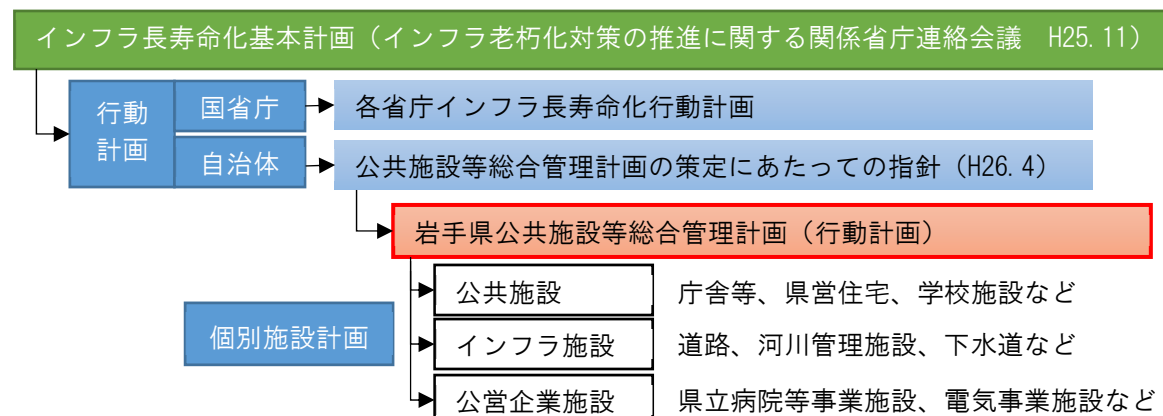 インフラ長寿命化基本計画（インフラ老朽化対策の推進に関する関係省庁連絡会議　H25.11）
行動
計画
国省庁
各省庁インフラ長寿命化行動計画
自治体
公共施設等総合管理計画の策定にあたっての指針（H26.4）
岩手県公共施設等総合管理計画（行動計画）
個別施設計画
公共施設
庁舎等、県営住宅、学校施設など
インフラ施設
道路、河川管理施設、下水道など
公営企業施設
県立病院等事業施設、電気事業施設など